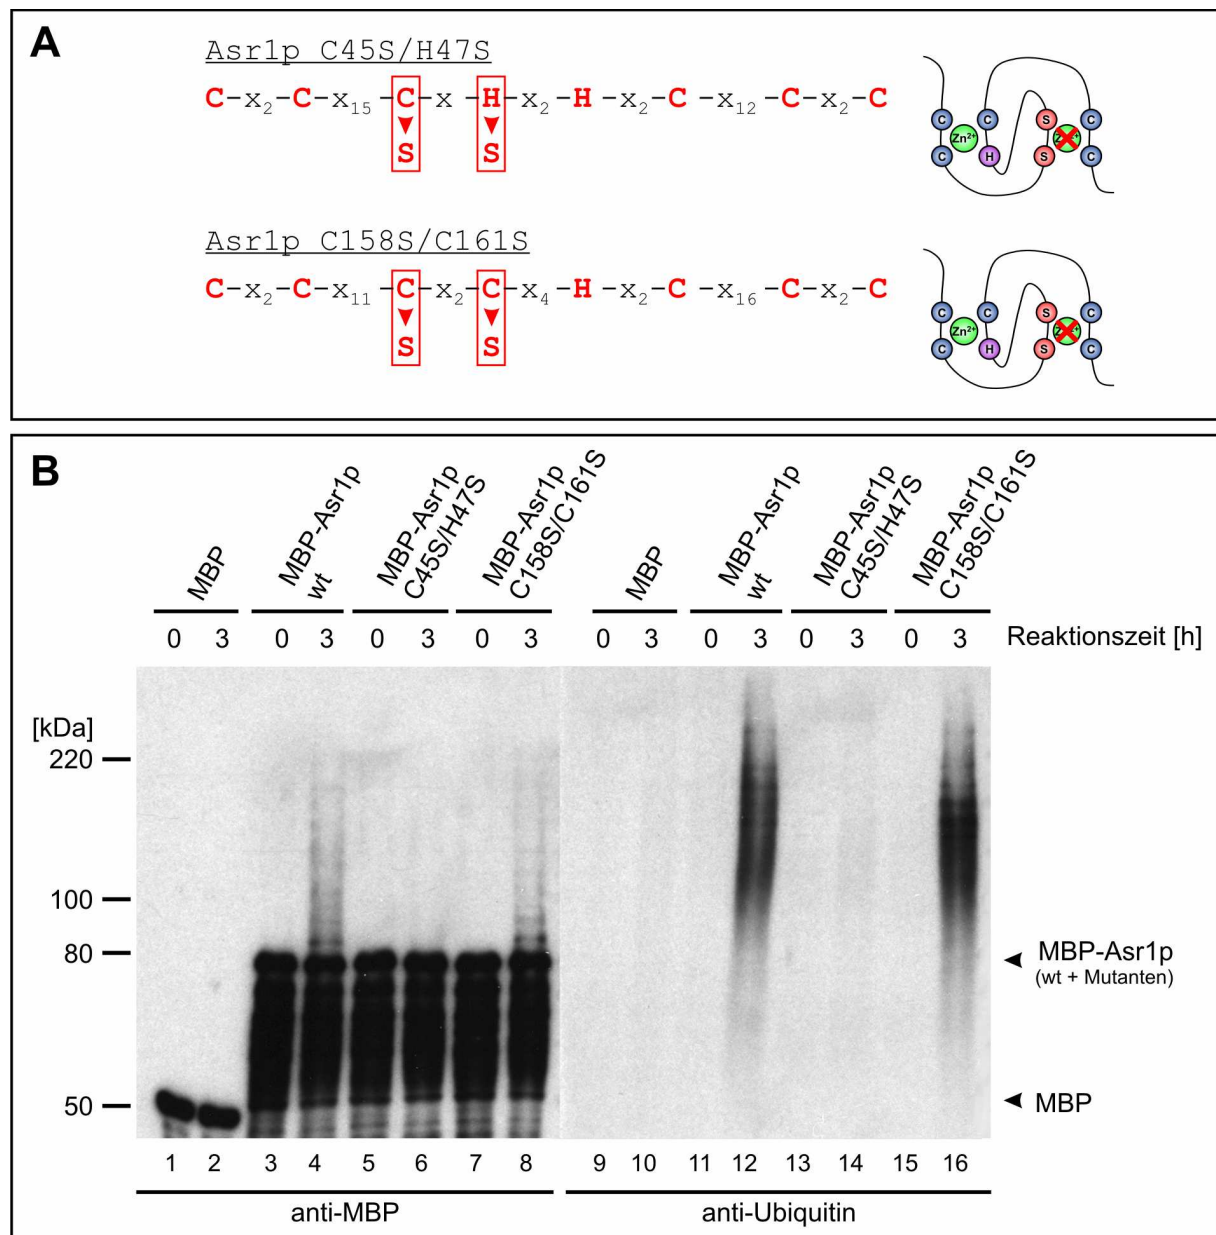 A
Asr1p C45S/H47S
C-x2-C-x15-C-x-H-x2-H-x2-C-x12-C-x2-C
S S
C C S C
Zn2+
C H S C
Asr1p C158S/C161S
C-x2-C-x11-C-x2-C-x4-H-x2-C-x16-C-x2-C
S S
C C S C
Zn2+
C H S C
B
MBP
MBP-Asr1p
wt
MBP-Asr1p
C45S/H47S
MBP-Asr1p
C158S/C161S
MBP
MBP-Asr1p
wt
MBP-Asr1p
C45S/H47S
MBP-Asr1p
C158S/C161S
0 3 0 3 0 3 0 3 0 3 0 3 0 3 0 3 Reaktionszeit [h]
[kDa]
220
100
80
50
MBP-Asr1p
(wt + Mutanten)
MBP
1 2 3 4 5 6 7 8 9 10 11 12 13 14 15 16
anti-MBP anti-Ubiquitin